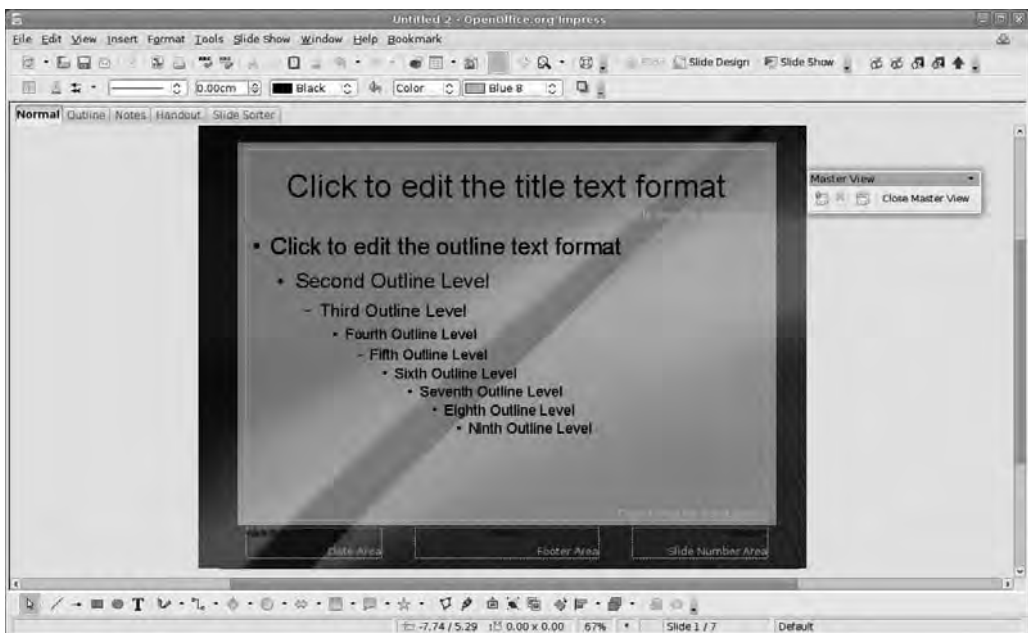 Untitled 2 - OpenOffice.org Impress
File Edit View Insert Format Tools Slide Show Window Help Bookmark
Slide Design Slide Show
0.00cm Black Color Blue 8
Normal Outline Notes Handout Slide Sorter
Master View
Close Master View
Click to edit the title text format
• Click to edit the outline text format
• Second Outline Level
– Third Outline Level
• Fourth Outline Level
– Fifth Outline Level
• Sixth Outline Level
• Seventh Outline Level
• Eighth Outline Level
• Ninth Outline Level
Date Area Footer Area Slide Number Area
-7.74 / 5.29 0.00 x 0.00 67% * Slide 1 / 7 Default